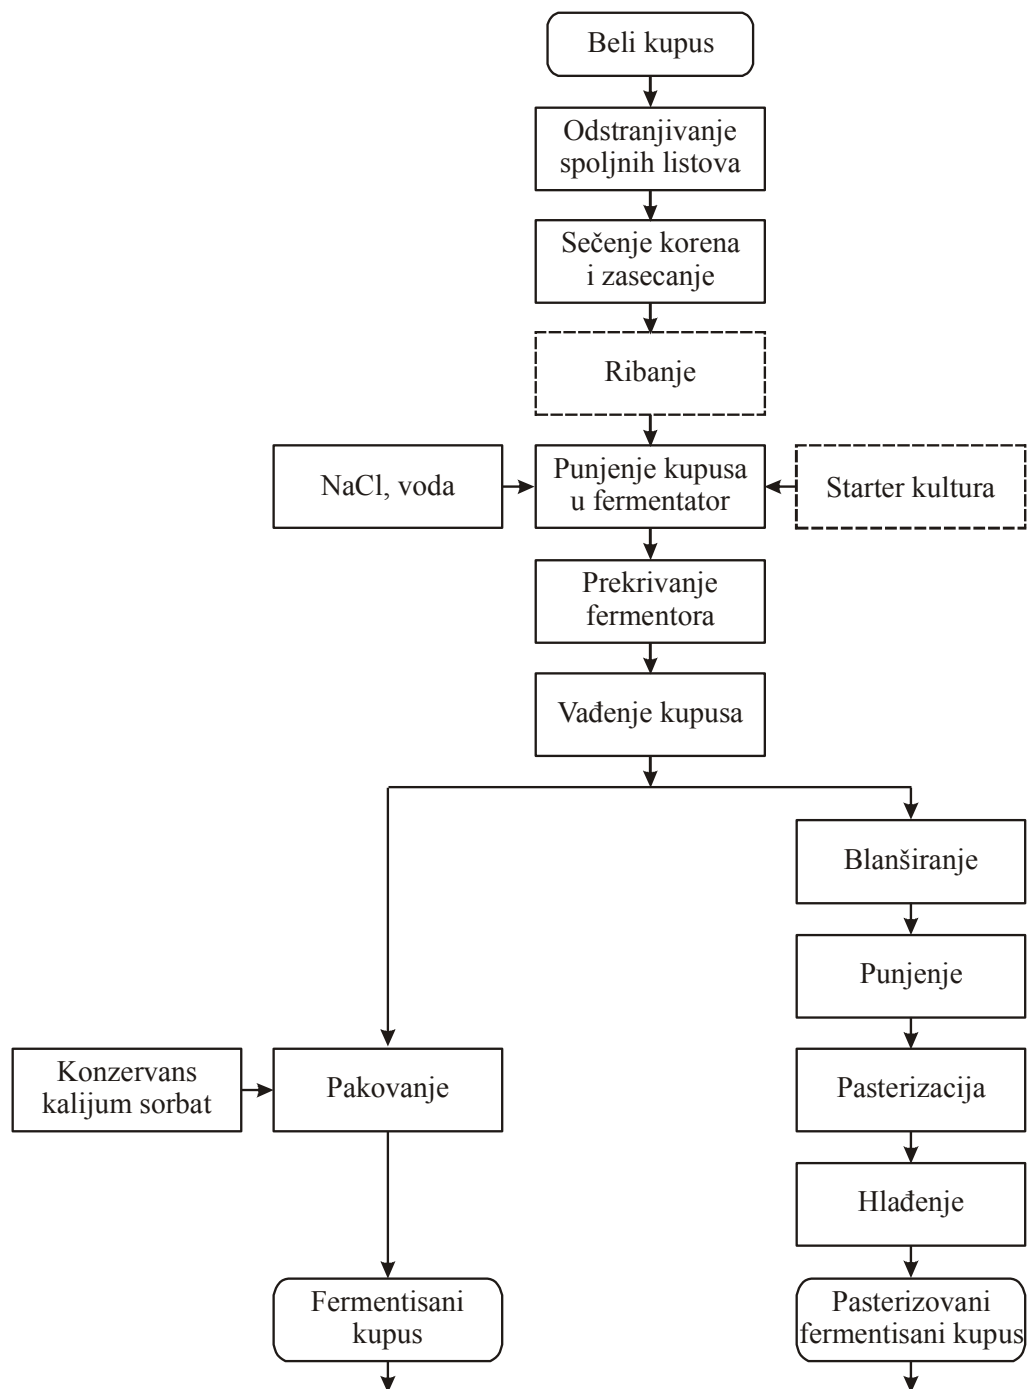 Beli kupus
Odstranjivanje
spoljnih listova
Sečenje korena
i zasecanje
Ribanje
NaCl, voda
Punjenje kupusa
u fermentator
Starter kultura
Prekrivanje
fermentora
Vađenje kupusa
Blanširanje
Punjenje
Konzervans
kalijum sorbat
Pakovanje
Pasterizacija
Hlađenje
Fermentisani
kupus
Pasterizovani
fermentisani kupus